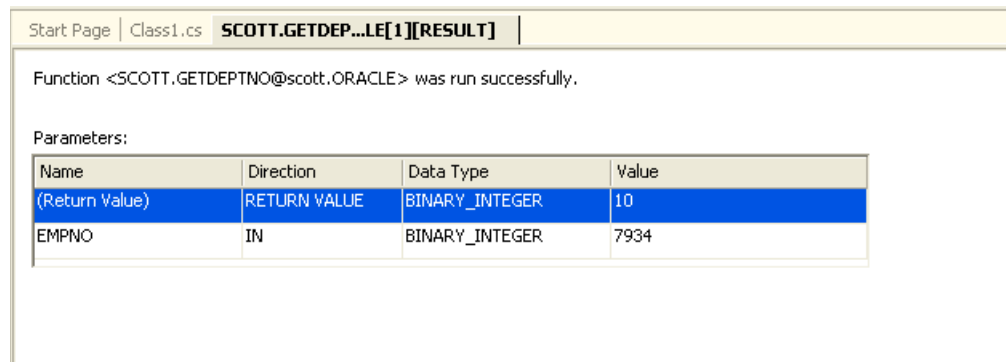 Start Page Class1.cs SCOTT.GETDEP...LE[1][RESULT]
Function <SCOTT.GETDEPTNO@scott.ORACLE> was run successfully.
Parameters:
Name Direction Data Type Value
(Return Value) RETURN VALUE BINARY_INTEGER 10
EMPNO IN BINARY_INTEGER 7934